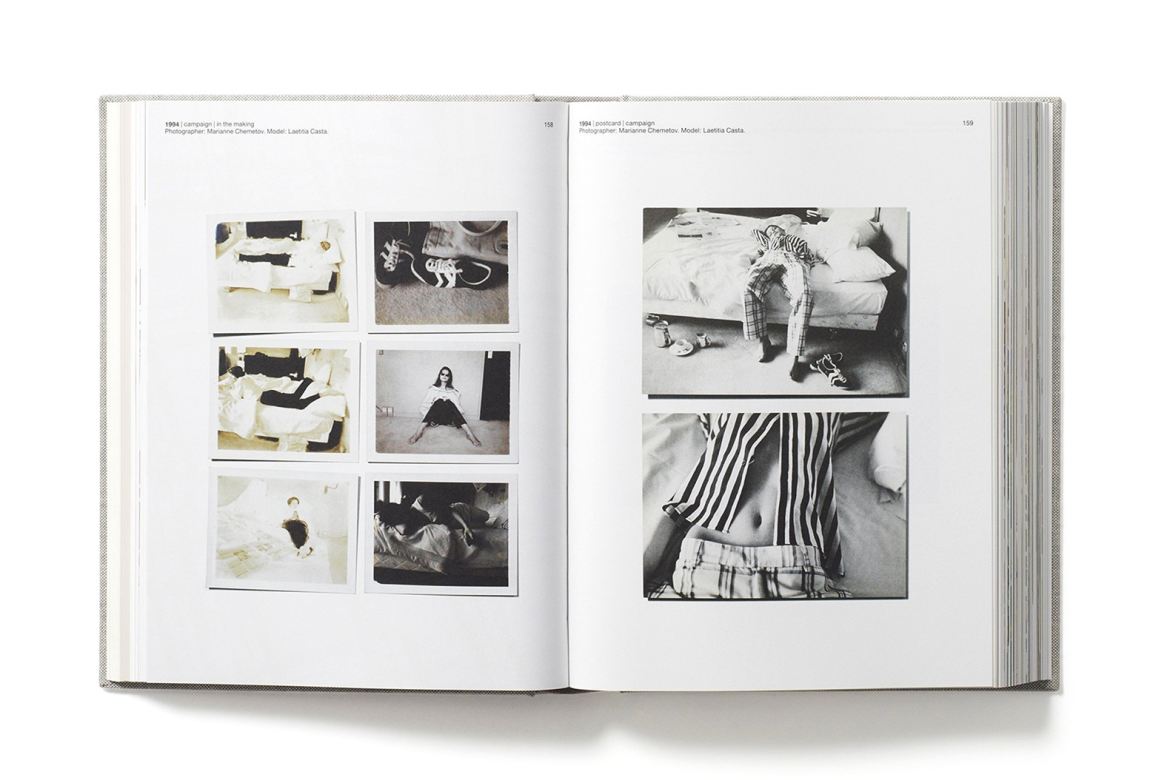 1994 | campaign | in the making
Photographer: Marianne Chemetov. Model: Laetitia Casta.
158
1994 | postcard | campaign
Photographer: Marianne Chemetov. Model: Laetitia Casta.
159